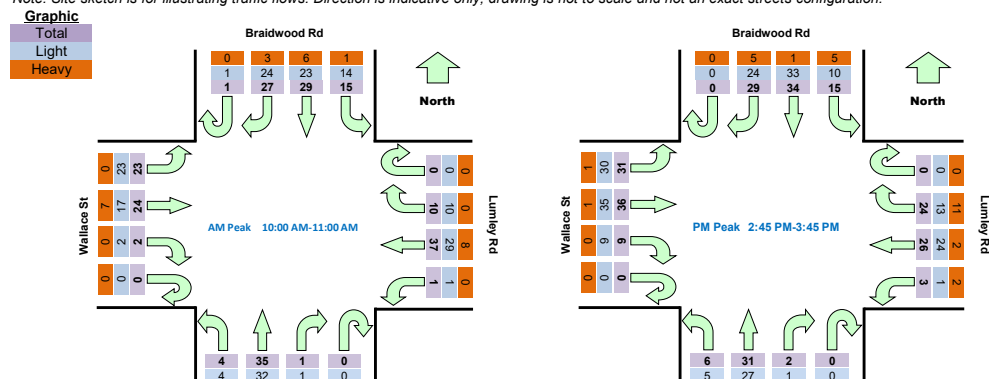 Note: Site sketch is for illustrating traffic flows. Direction is indicative only, drawing is not to scale and not an exact streets configuration.
Graphic
Total
Light
Heavy
Braidwood Rd
0 3 6 1
1 24 23 14
1 27 29 15
North
Wallace St
0 23 23
7 17 24
0 2 2
0 0 0
AM Peak 10:00 AM-11:00 AM
0 0 0
10 10 0
37 29 8
1 1 0
Lumley Rd
4 35 1 0
4 32 1 0
Braidwood Rd
0 5 1 5
0 24 33 10
0 29 34 15
North
Wallace St
1 30 31
1 35 36
0 9 9
0 0 0
PM Peak 2:45 PM-3:45 PM
0 0 0
24 13 11
26 24 2
3 1 2
Lumley Rd
6 31 2 0
5 27 1 0